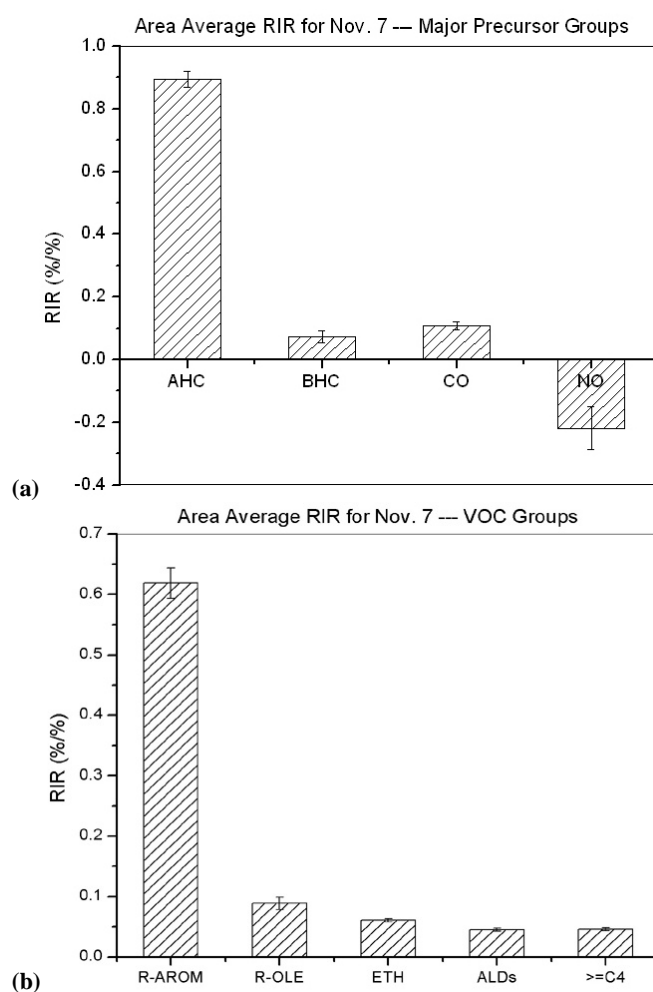 Area Average RIR for Nov. 7 --- Major Precursor Groups
1.0
0.8
0.6
0.4
0.2
0.0
-0.2
-0.4
RIR (%/%)
AHC BHC CO NO
(a)
Area Average RIR for Nov. 7 --- VOC Groups
0.7
0.6
0.5
0.4
0.3
0.2
0.1
0.0
RIR (%/%)
R-AROM R-OLE ETH ALDs >=C4
(b)